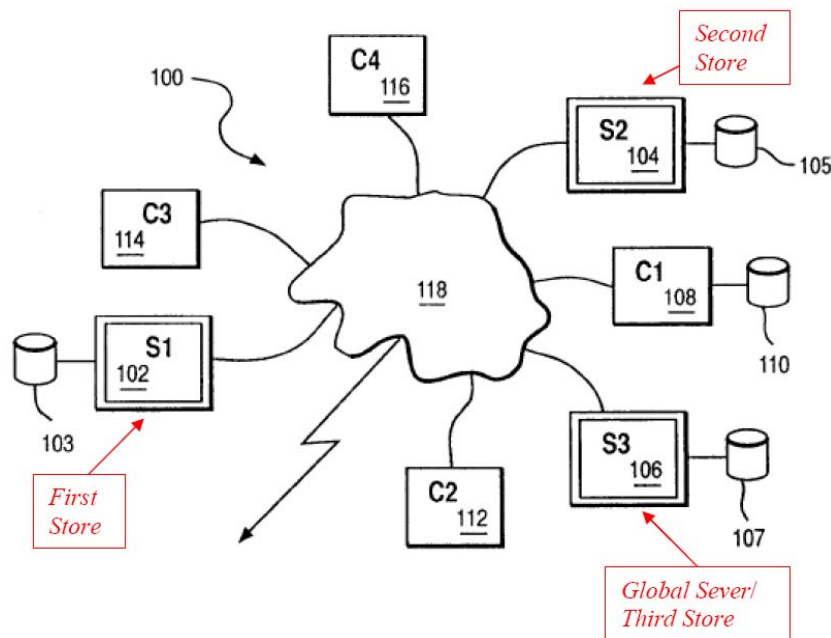 Second
Store
C4
116
100
S2
104
105
C3
114
118
C1
108
110
S1
102
103
S3
106
107
C2
112
First
Store
Global Sever/
Third Store